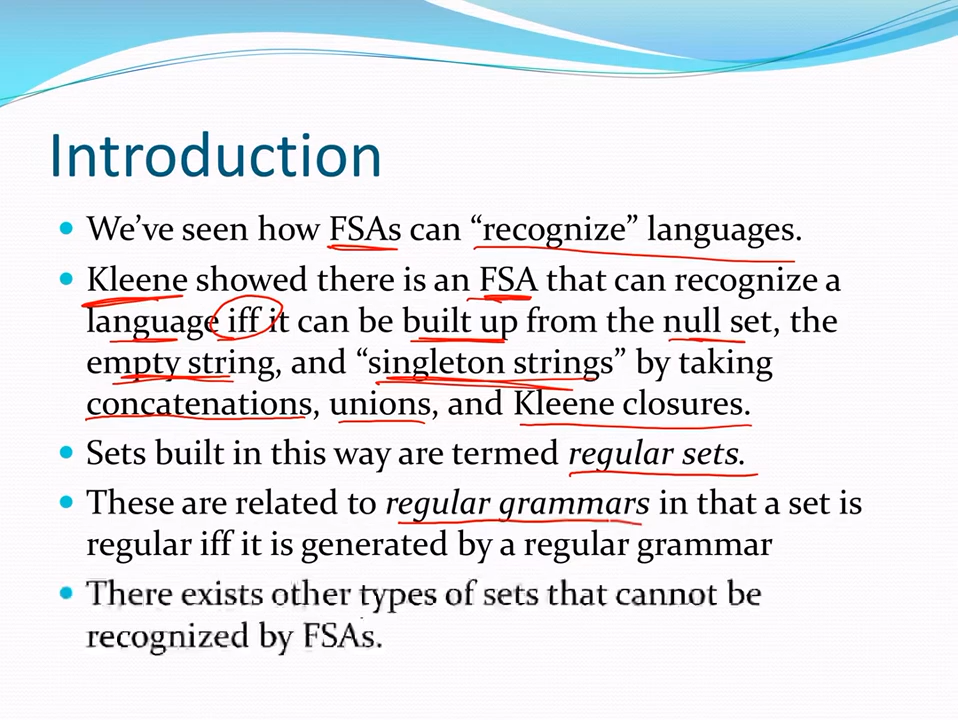 Introduction
• We’ve seen how FSAs can “recognize” languages.
• Kleene showed there is an FSA that can recognize a
language iff it can be built up from the null set, the
empty string, and “singleton strings” by taking
concatenations, unions, and Kleene closures.
• Sets built in this way are termed regular sets.
• These are related to regular grammars in that a set is
regular iff it is generated by a regular grammar
• There exists other types of sets that cannot be
recognized by FSAs.